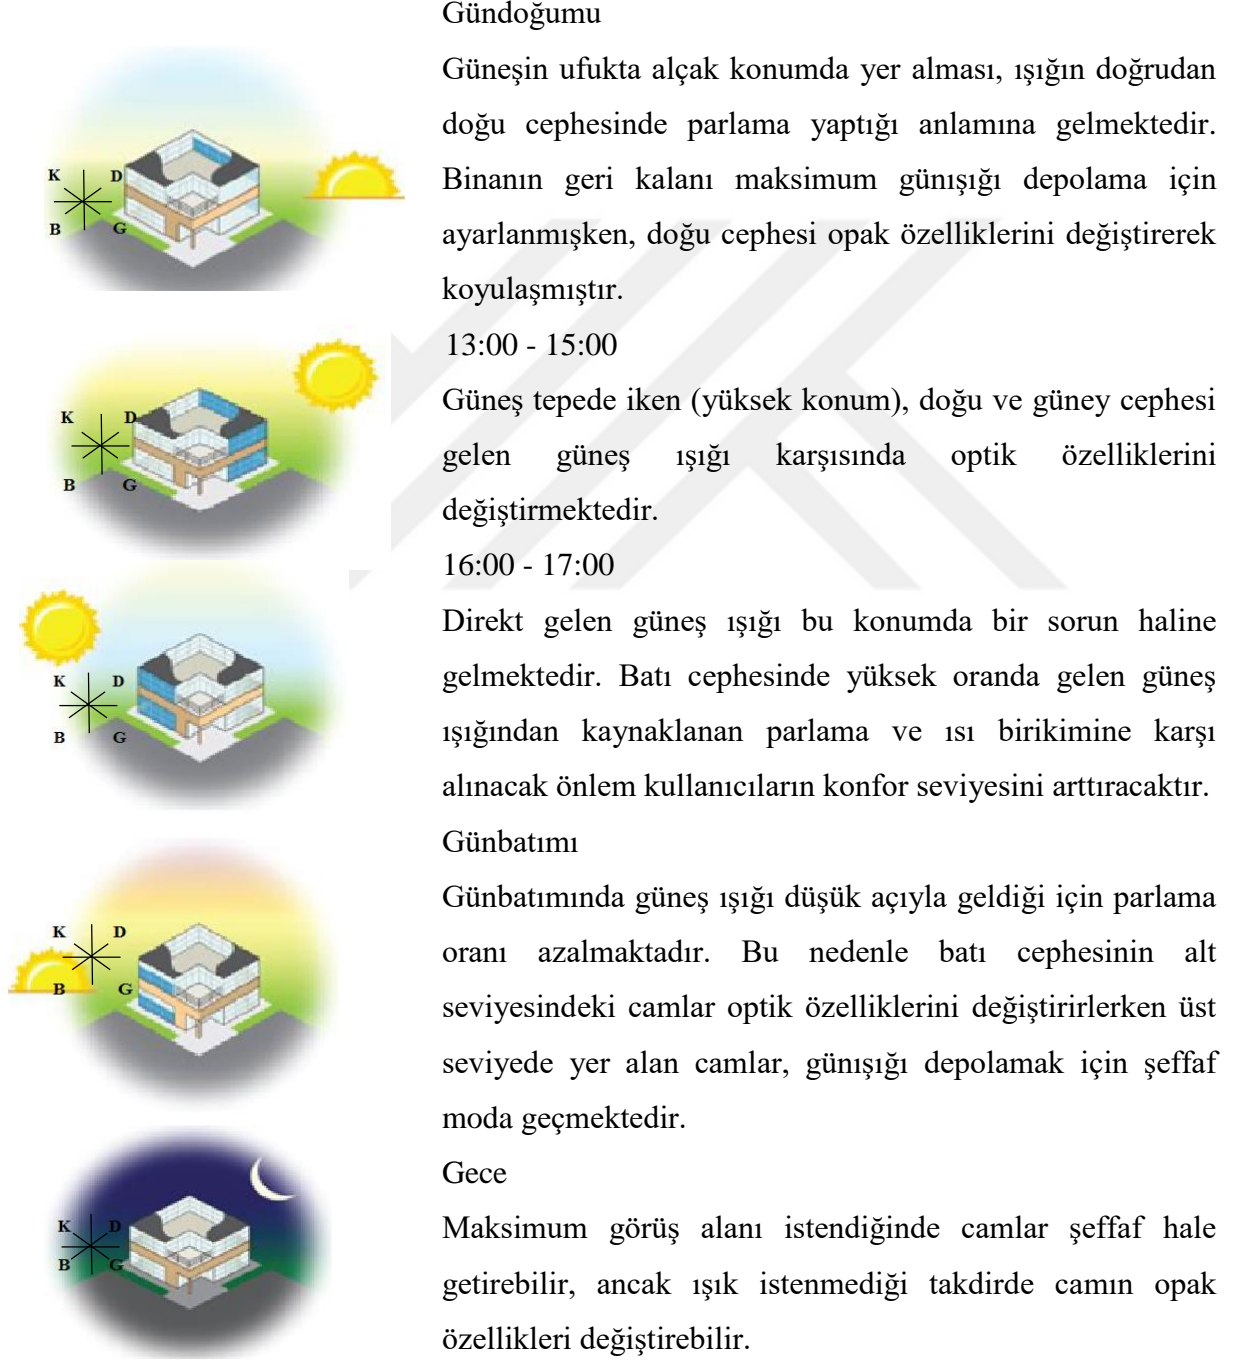 Gündoğumu
Güneşin ufukta alçak konumda yer alması, ışığın doğrudan
doğu cephesinde parlama yaptığı anlamına gelmektedir.
Binanın geri kalanı maksimum günışığı depolama için
ayarlanmışken, doğu cephesi opak özelliklerini değiştirerek
koyulaşmıştır.
K D
B G
13:00 - 15:00
Güneş tepede iken (yüksek konum), doğu ve güney cephesi
gelen güneş ışığı karşısında optik özelliklerini
değiştirmektedir.
K D
B G
16:00 - 17:00
Direkt gelen güneş ışığı bu konumda bir sorun haline
gelmektedir. Batı cephesinde yüksek oranda gelen güneş
ışığından kaynaklanan parlama ve ısı birikimine karşı
alınacak önlem kullanıcıların konfor seviyesini arttıracaktır.
K D
B G
Günbatımı
Günbatımında güneş ışığı düşük açıyla geldiği için parlama
oranı azalmaktadır. Bu nedenle batı cephesinin alt
seviyesindeki camlar optik özelliklerini değiştirirlerken üst
seviyede yer alan camlar, günışığı depolamak için şeffaf
moda geçmektedir.
K D
B G
Gece
Maksimum görüş alanı istendiğinde camlar şeffaf hale
getirebilir, ancak ışık istenmediği takdirde camın opak
özellikleri değiştirebilir.
K D
B G